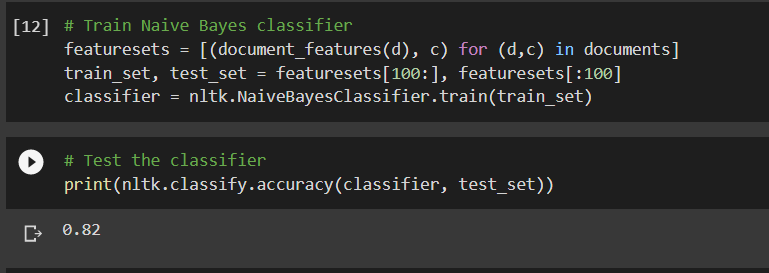 [12] # Train Naive Bayes classifier
featuresets = [(document_features(d), c) for (d,c) in documents]
train_set, test_set = featuresets[100:], featuresets[:100]
classifier = nltk.NaiveBayesClassifier.train(train_set)
# Test the classifier
print(nltk.classify.accuracy(classifier, test_set))
0.82